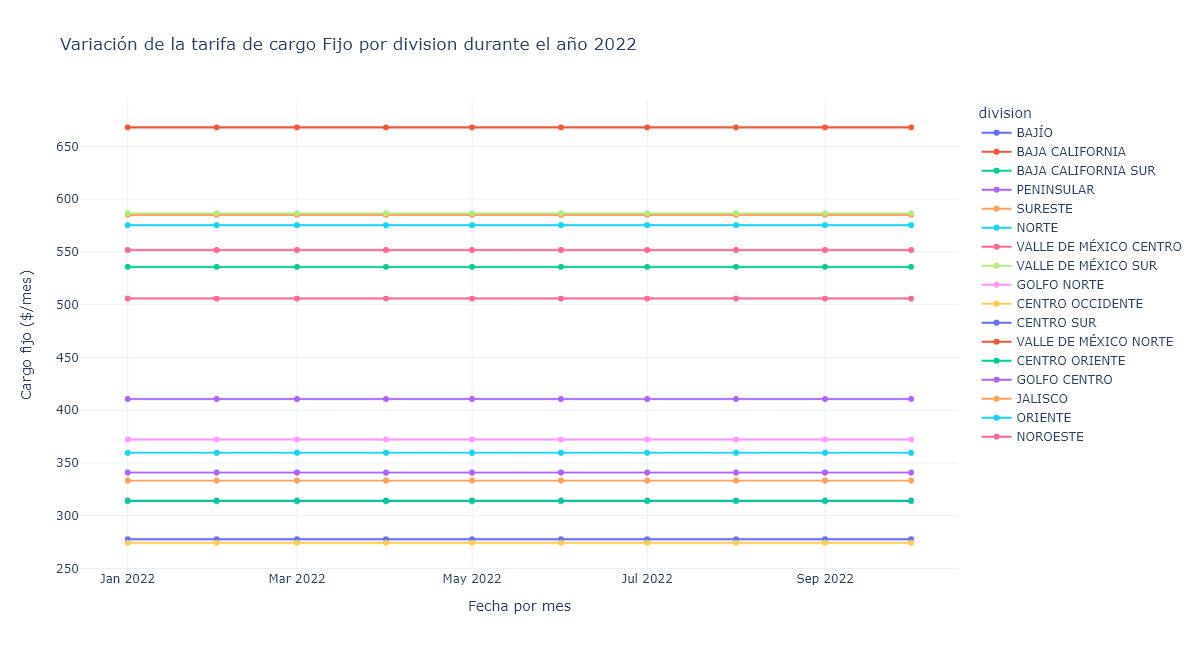 Variación de la tarifa de cargo Fijo por division durante el año 2022
Cargo fijo ($/mes)
650
600
550
500
450
400
350
300
250
Jan 2022
Mar 2022
May 2022
Jul 2022
Sep 2022
Fecha por mes
division
BAJÍO
BAJA CALIFORNIA
BAJA CALIFORNIA SUR
PENINSULAR
SURESTE
NORTE
VALLE DE MÉXICO CENTRO
VALLE DE MÉXICO SUR
GOLFO NORTE
CENTRO OCCIDENTE
CENTRO SUR
VALLE DE MÉXICO NORTE
CENTRO ORIENTE
GOLFO CENTRO
JALISCO
ORIENTE
NOROESTE